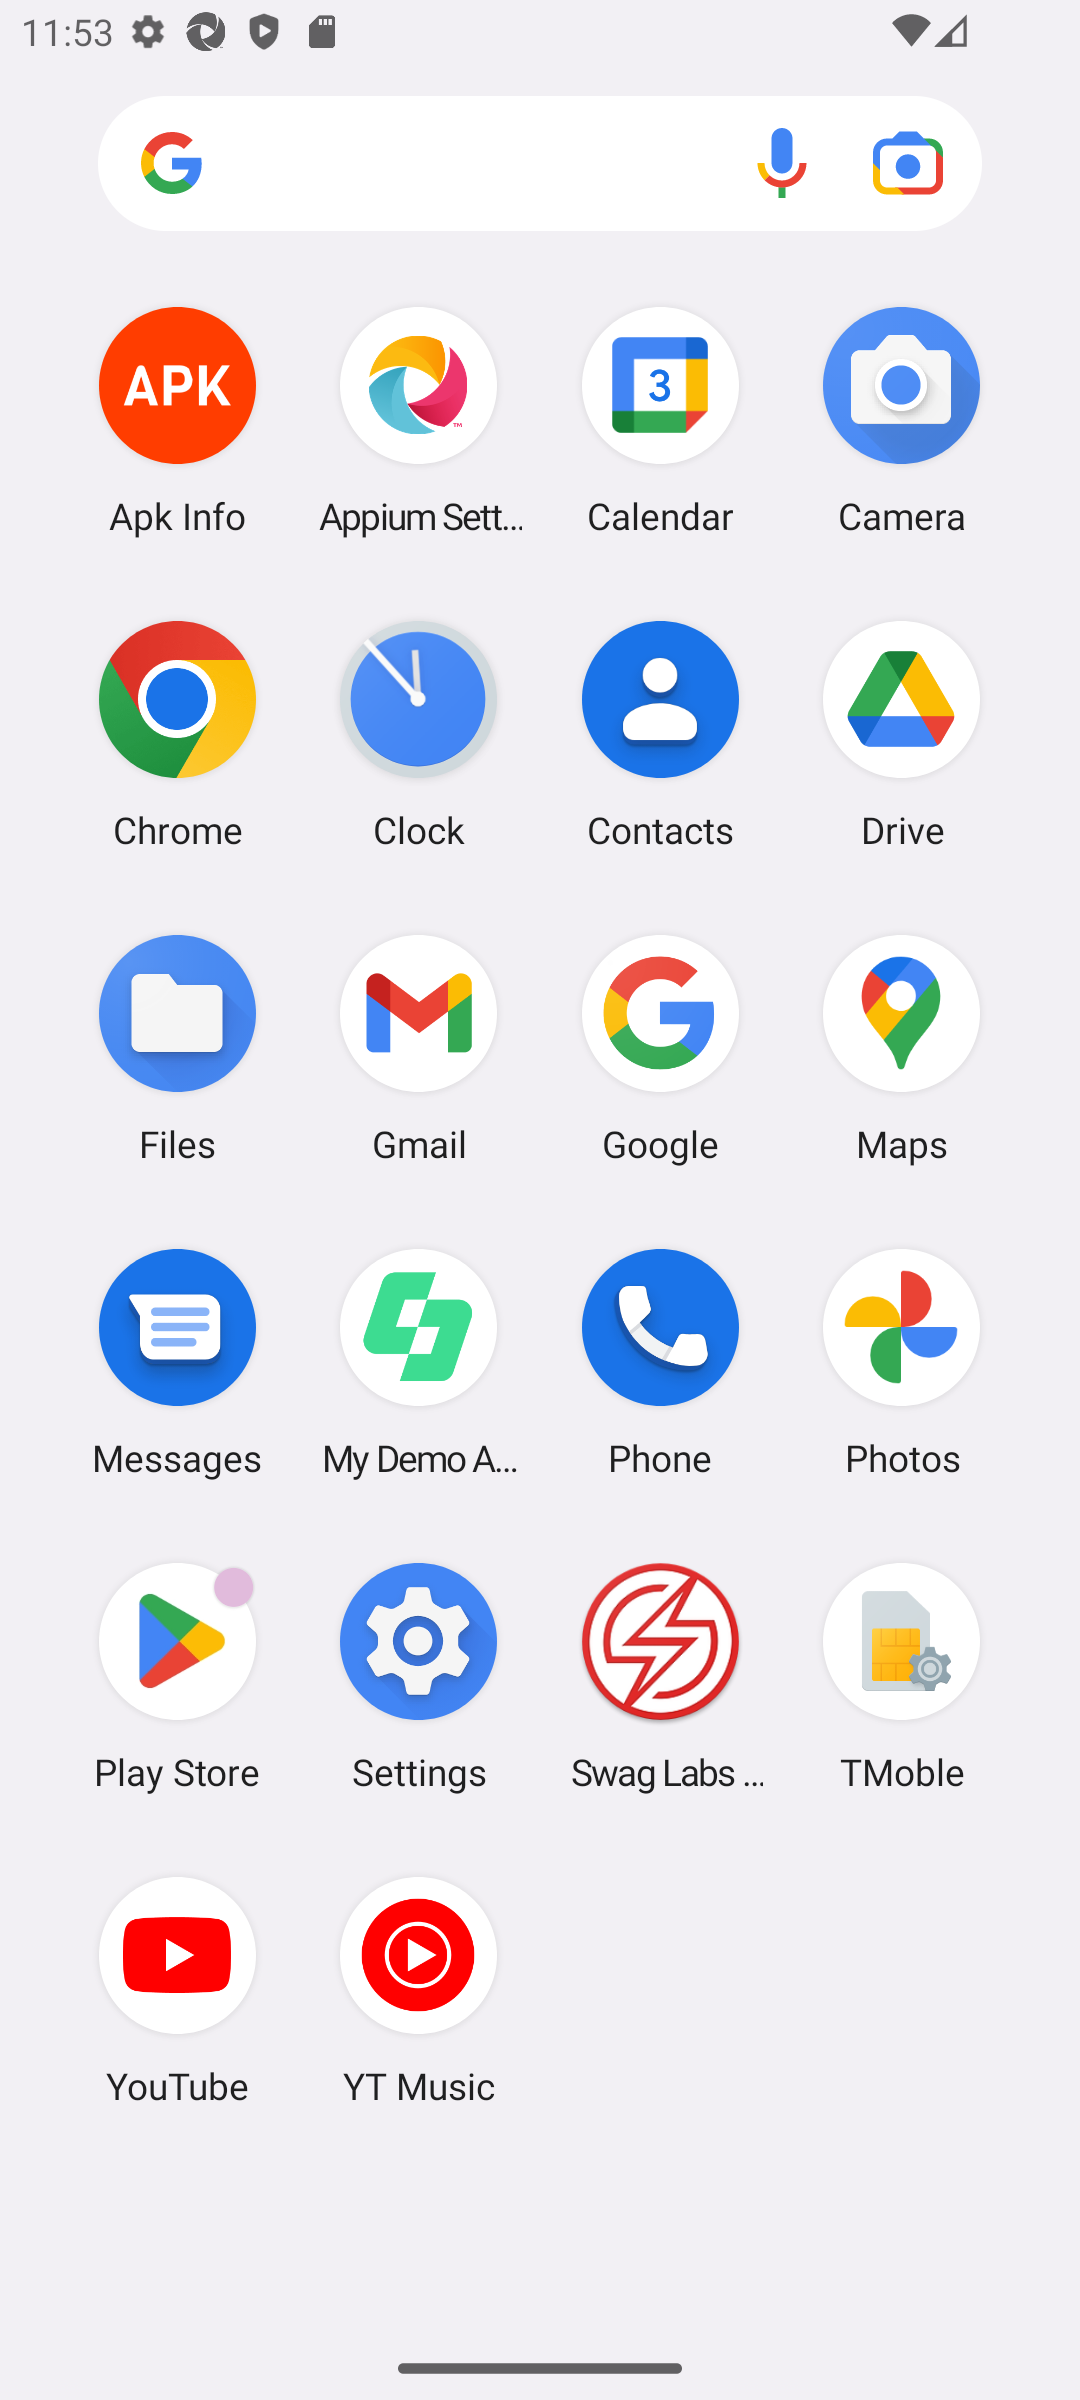 11:53
APK
3
Apk Info Appium Sett... Calendar Camera
Chrome Clock Contacts Drive
Files Gmail Google Maps
Messages My Demo A... Phone Photos
Play Store Settings Swag Labs ... TMoble
YouTube YT Music